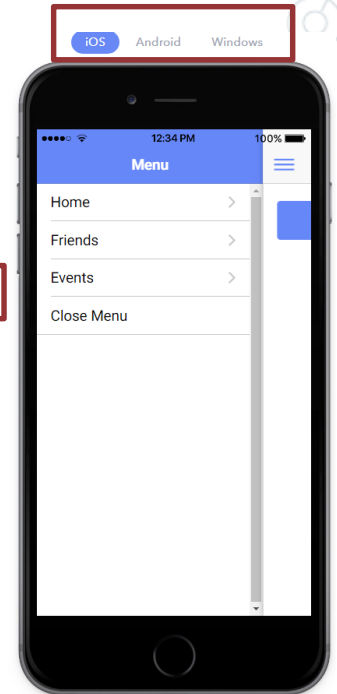 iOS Android Windows
12:34 PM 100%
Menu
Home
Friends
Events
Close Menu